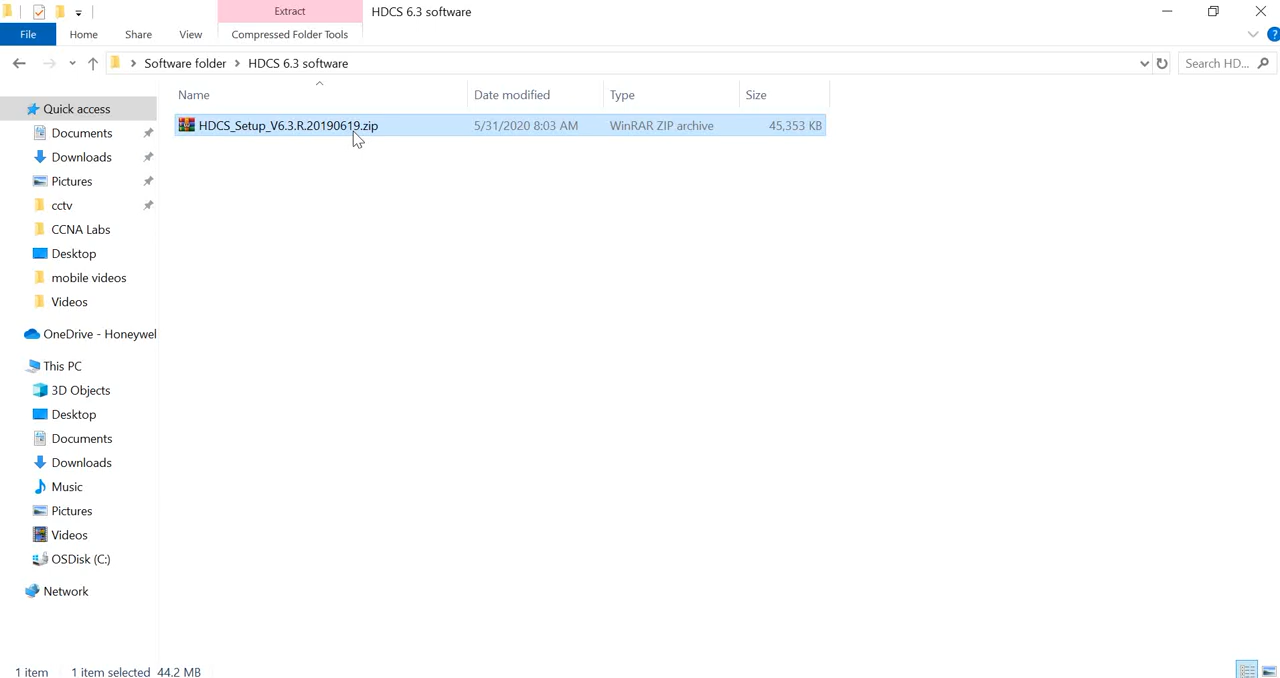 Extract
HDCS 6.3 software
File
Home
Share
View
Compressed Folder Tools
?
Software folder
HDCS 6.3 software
Search HD...
Name
Date modified
Type
Size
HDCS_Setup_V6.3.R.20190619.zip
5/31/2020 8:03 AM
WinRAR ZIP archive
45,353 KB
Quick access
Documents
Downloads
Pictures
cctv
CCNA Labs
Desktop
mobile videos
Videos
OneDrive - Honeywel
This PC
3D Objects
Desktop
Documents
Downloads
Music
Pictures
Videos
OSDisk (C:)
Network
1 item
1 item selected
44.2 MB